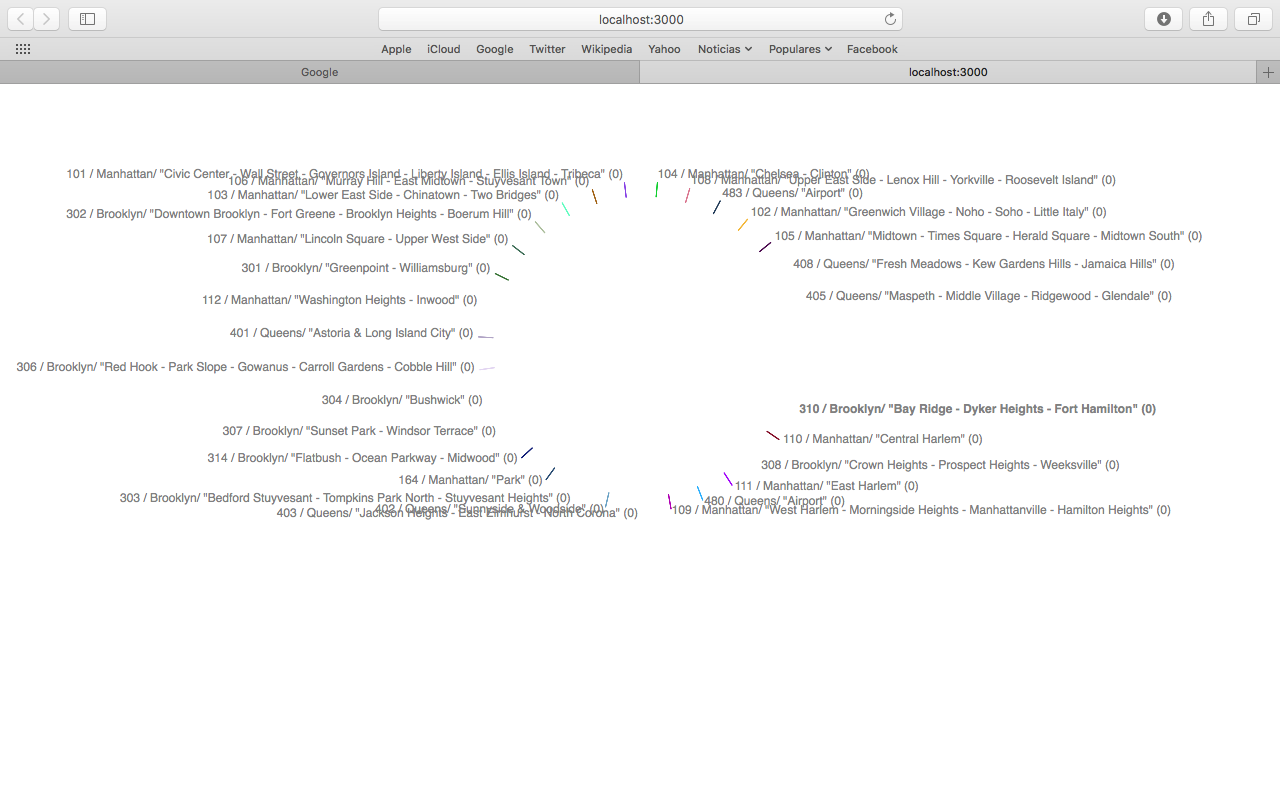 localhost:3000
Apple iCloud Google Twitter Wikipedia Yahoo Noticias Populares Facebook
Google localhost:3000
101 / Manhattan/ "Civic Center - Wall Street - Governors Island - Liberty Island - Ellis Island - Tribeca" (0)
104 / Manhattan/ "Chelsea - Clinton" (0)
106 / Manhattan/ "Murray Hill - East Midtown - Stuyvesant Town" (0)
108 / Manhattan/ "Upper East Side - Lenox Hill - Yorkville - Roosevelt Island" (0)
103 / Manhattan/ "Lower East Side - Chinatown - Two Bridges" (0)
483 / Queens/ "Airport" (0)
302 / Brooklyn/ "Downtown Brooklyn - Fort Greene - Brooklyn Heights - Boerum Hill" (0)
102 / Manhattan/ "Greenwich Village - Noho - Soho - Little Italy" (0)
107 / Manhattan/ "Lincoln Square - Upper West Side" (0)
105 / Manhattan/ "Midtown - Times Square - Herald Square - Midtown South" (0)
301 / Brooklyn/ "Greenpoint - Williamsburg" (0)
408 / Queens/ "Fresh Meadows - Kew Gardens Hills - Jamaica Hills" (0)
112 / Manhattan/ "Washington Heights - Inwood" (0)
405 / Queens/ "Maspeth - Middle Village - Ridgewood - Glendale" (0)
401 / Queens/ "Astoria & Long Island City" (0)
306 / Brooklyn/ "Red Hook - Park Slope - Gowanus - Carroll Gardens - Cobble Hill" (0)
304 / Brooklyn/ "Bushwick" (0)
310 / Brooklyn/ "Bay Ridge - Dyker Heights - Fort Hamilton" (0)
307 / Brooklyn/ "Sunset Park - Windsor Terrace" (0)
110 / Manhattan/ "Central Harlem" (0)
314 / Brooklyn/ "Flatbush - Ocean Parkway - Midwood" (0)
308 / Brooklyn/ "Crown Heights - Prospect Heights - Weeksville" (0)
164 / Manhattan/ "Park" (0)
111 / Manhattan/ "East Harlem" (0)
303 / Brooklyn/ "Bedford Stuyvesant - Tompkins Park North - Stuyvesant Heights" (0)
480 / Queens/ "Airport" (0)
402 / Queens/ "Sunnyside & Woodside" (0)
109 / Manhattan/ "West Harlem - Morningside Heights - Manhattanville - Hamilton Heights" (0)
403 / Queens/ "Jackson Heights - East Elmhurst - North Corona" (0)